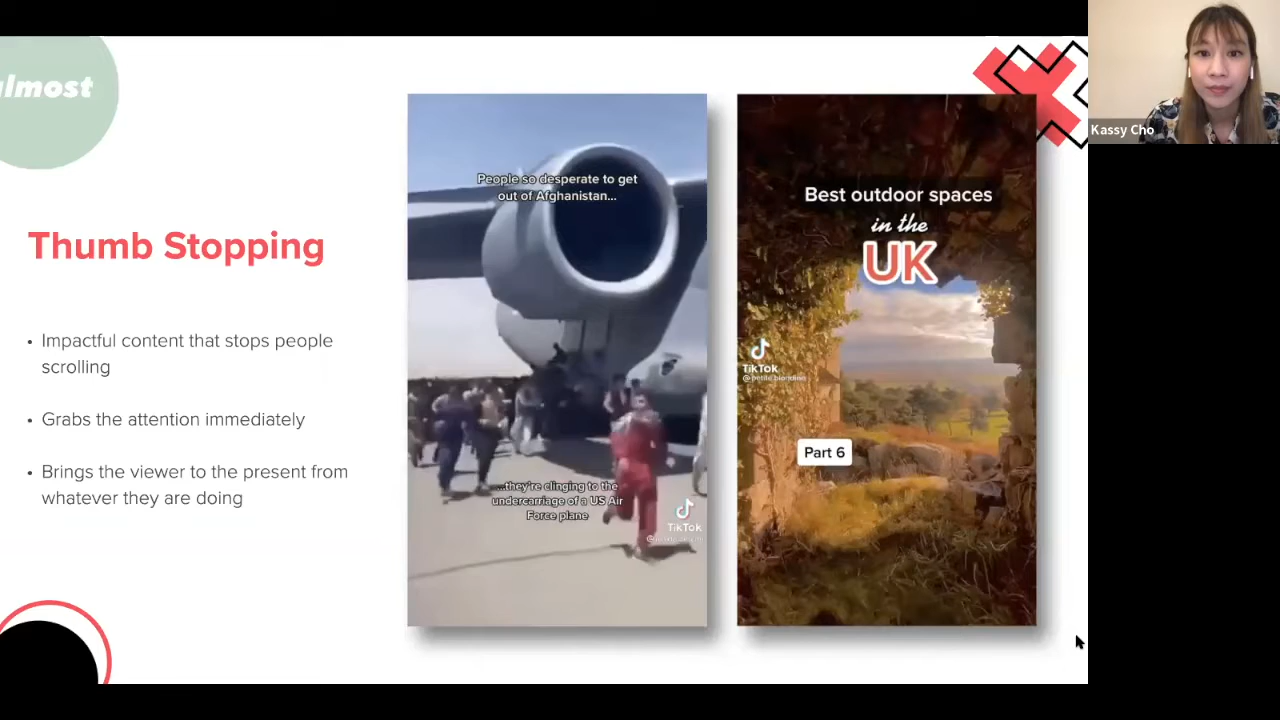 almost
Thumb Stopping
• Impactful content that stops people
scrolling
• Grabs the attention immediately
• Brings the viewer to the present from
whatever they are doing
People so desperate to get
out of Afghanistan...
...they're clinging to the
undercarriage of a US Air
Force plane
TikTok
Best outdoor spaces
in the
UK
TikTok
Part 6
Kassy Cho